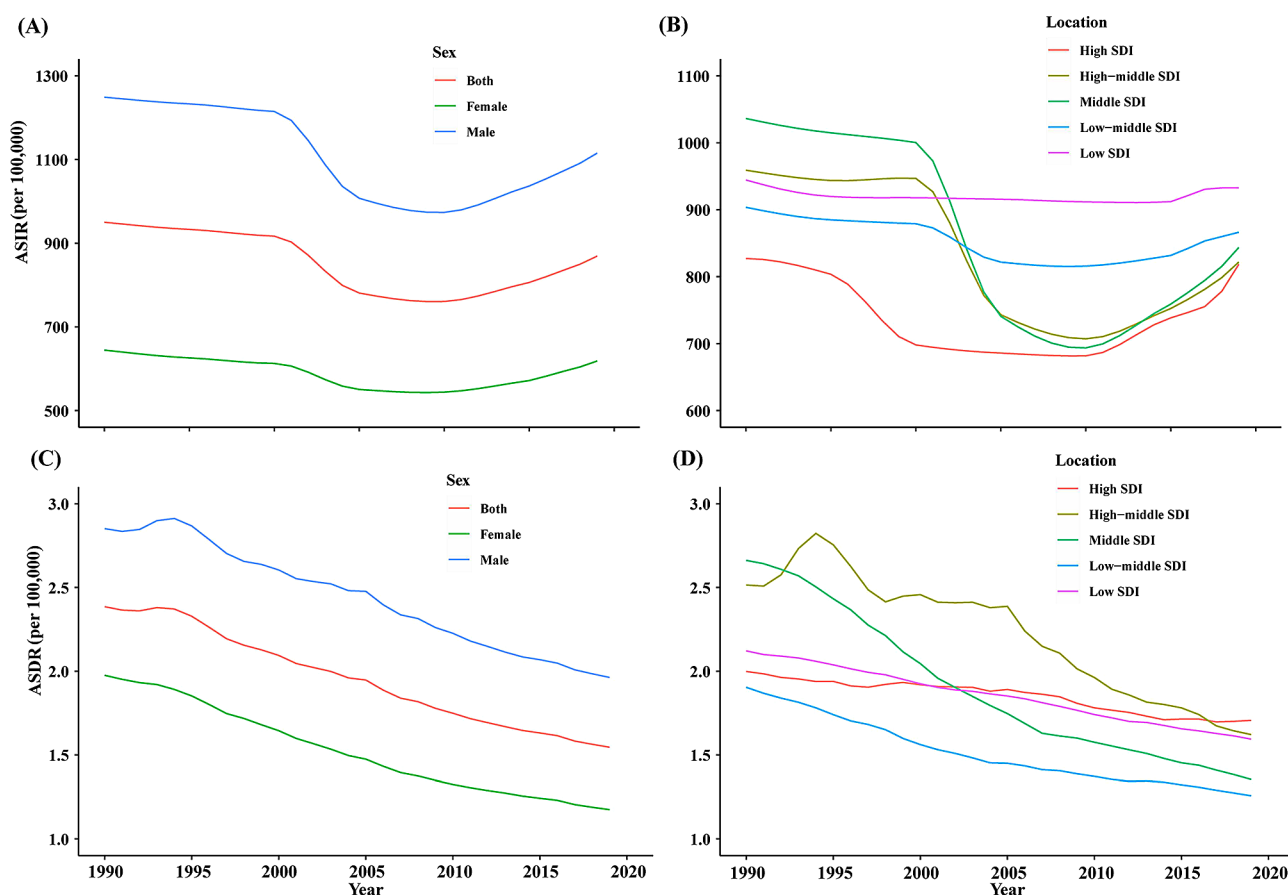 (A)
Sex
Both
Female
Male
ASIR (per 100,000)
1300
1100
900
700
500
(B)
Location
High SDI
High-middle SDI
Middle SDI
Low-middle SDI
Low SDI
1100
1000
900
800
700
600
(C)
Sex
Both
Female
Male
ASDR (per 100,000)
3.0
2.5
2.0
1.5
1.0
1990 1995 2000 2005 2010 2015 2020
Year
(D)
Location
High SDI
High-middle SDI
Middle SDI
Low-middle SDI
Low SDI
3.0
2.5
2.0
1.5
1.0
1990 1995 2000 2005 2010 2015 2020
Year